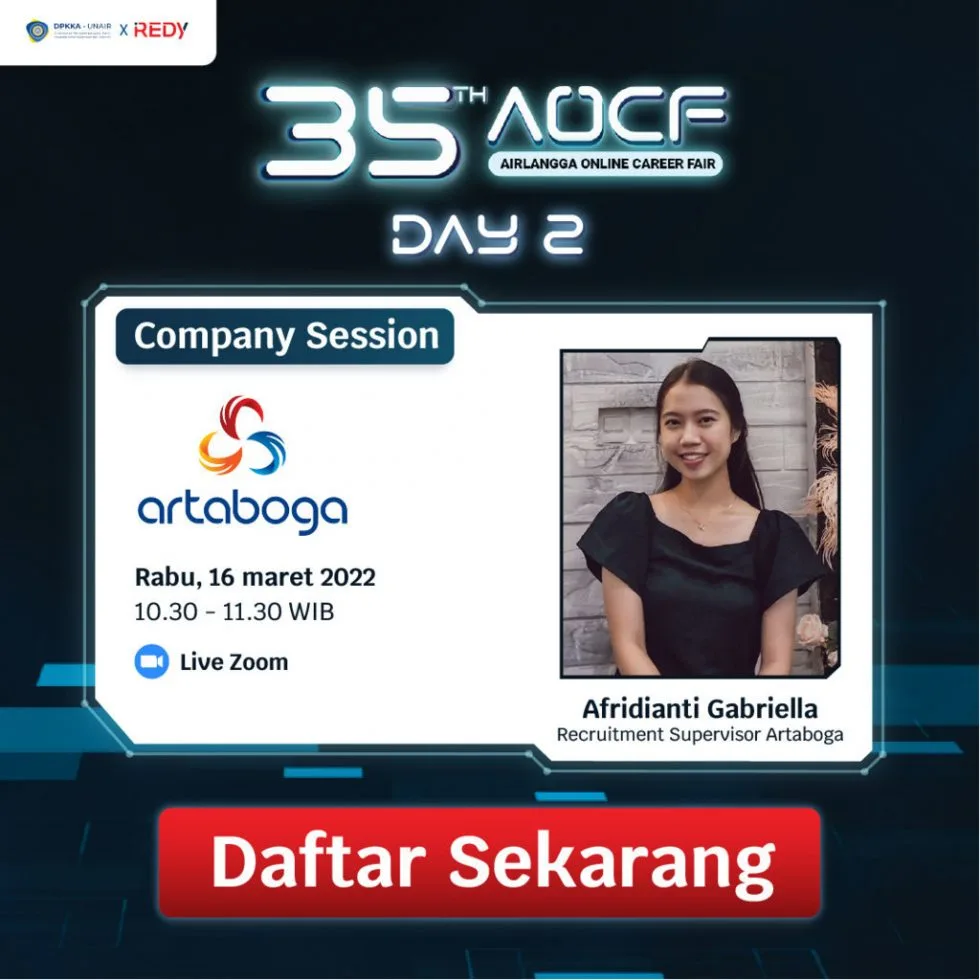 DPKKA - UNAIR X REDY
35TH AOCF
AIRLANGGA ONLINE CAREER FAIR
DAY 2
Company Session
artaboga
Rabu, 16 maret 2022
10.30 - 11.30 WIB
Live Zoom
Afridianti Gabriella
Recruitment Supervisor Artaboga
Daftar Sekarang